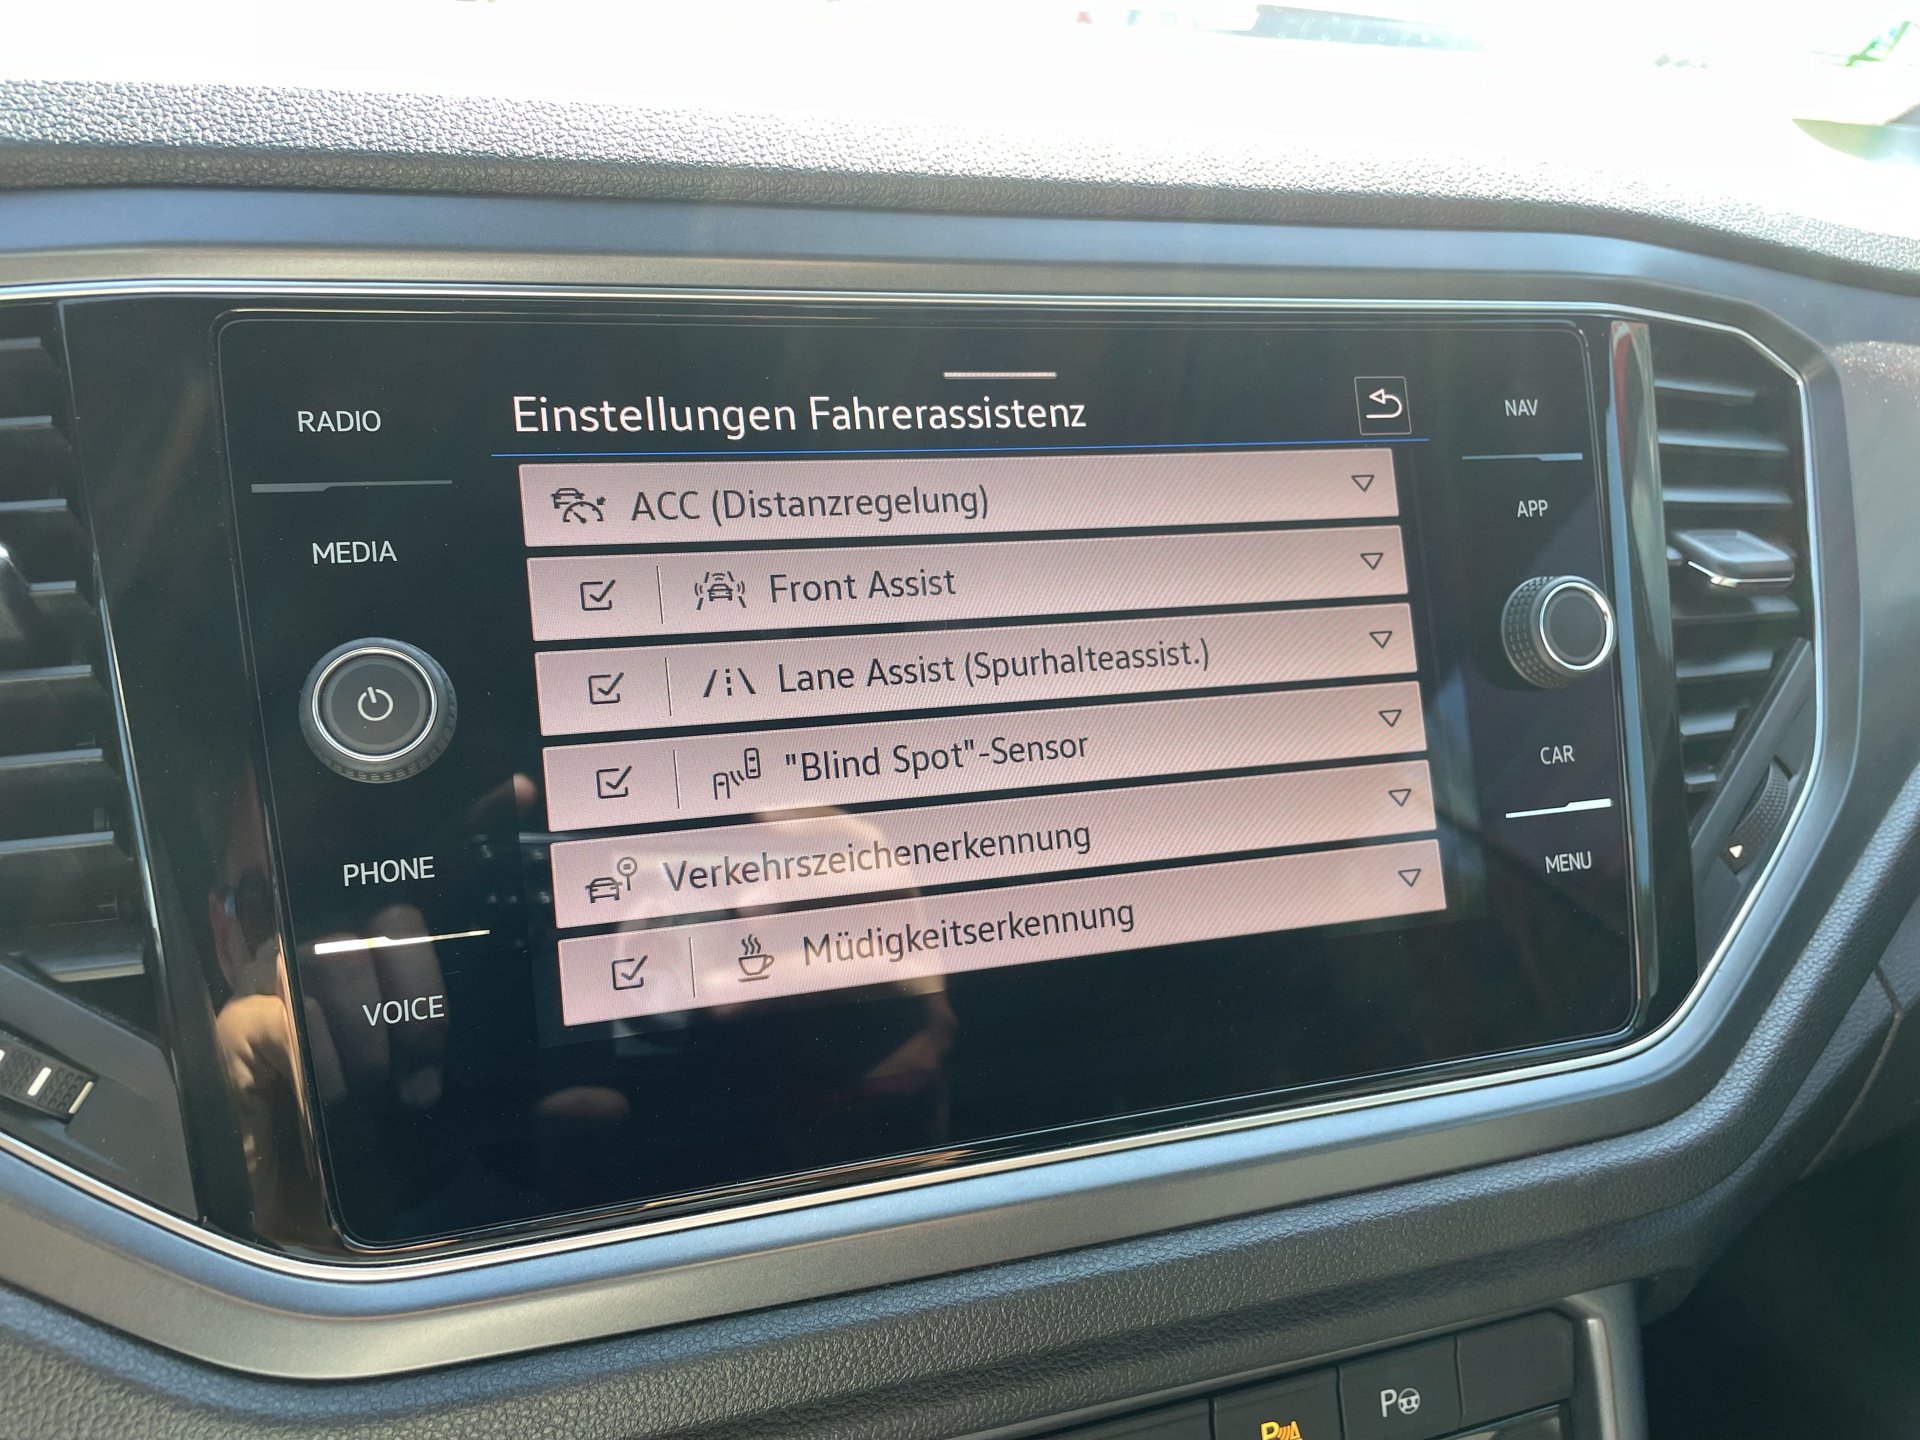 RADIO
MEDIA
PHONE
VOICE
Einstellungen Fahrerassistenz
ACC (Distanzregelung)
Front Assist
Lane Assist (Spurhalteassist.)
"Blind Spot"-Sensor
Verkehrszeichenerkennung
Müdigkeitserkennung
NAV
APP
CAR
MENU
P
P